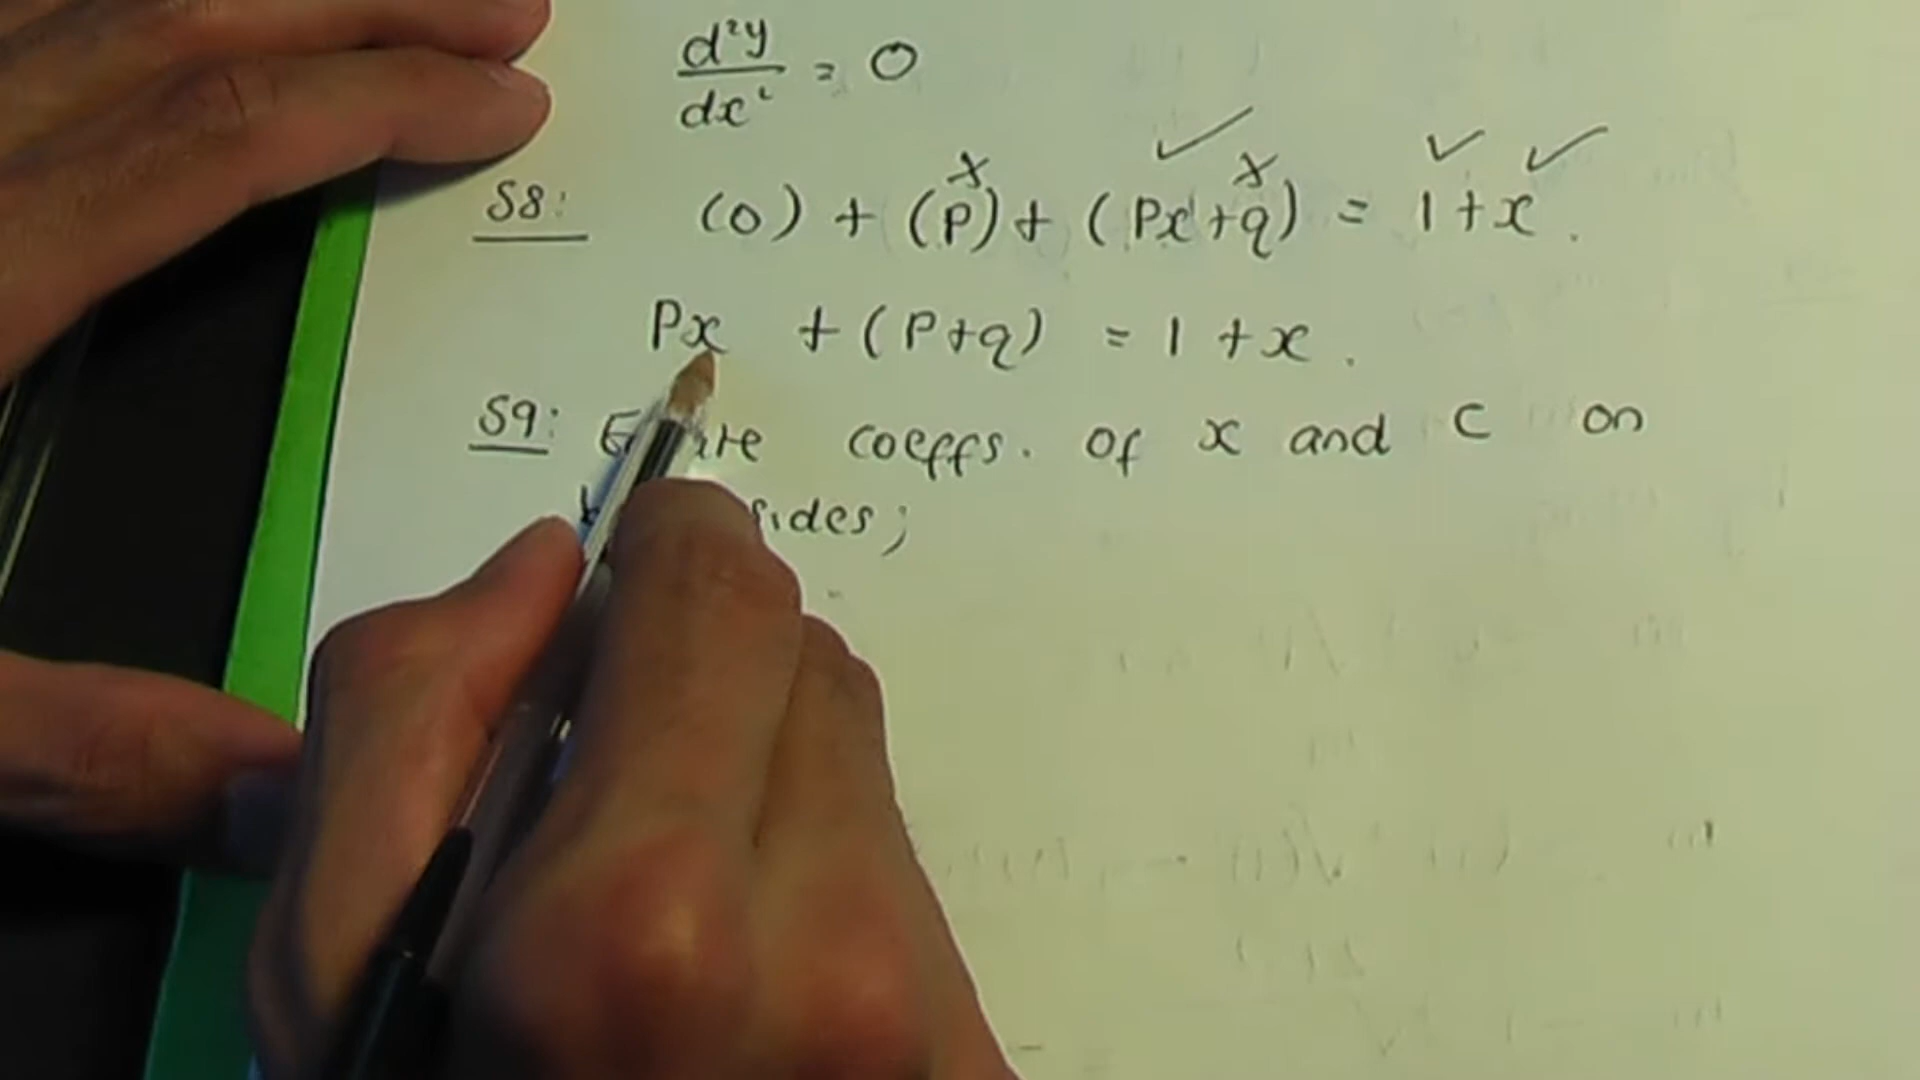 d²y/dx² = 0
S8: (0) + (P) + (Px + q) = 1 + x.
Px + (P+q) = 1 + x.
S9: coeffs. of x and C on
sides;